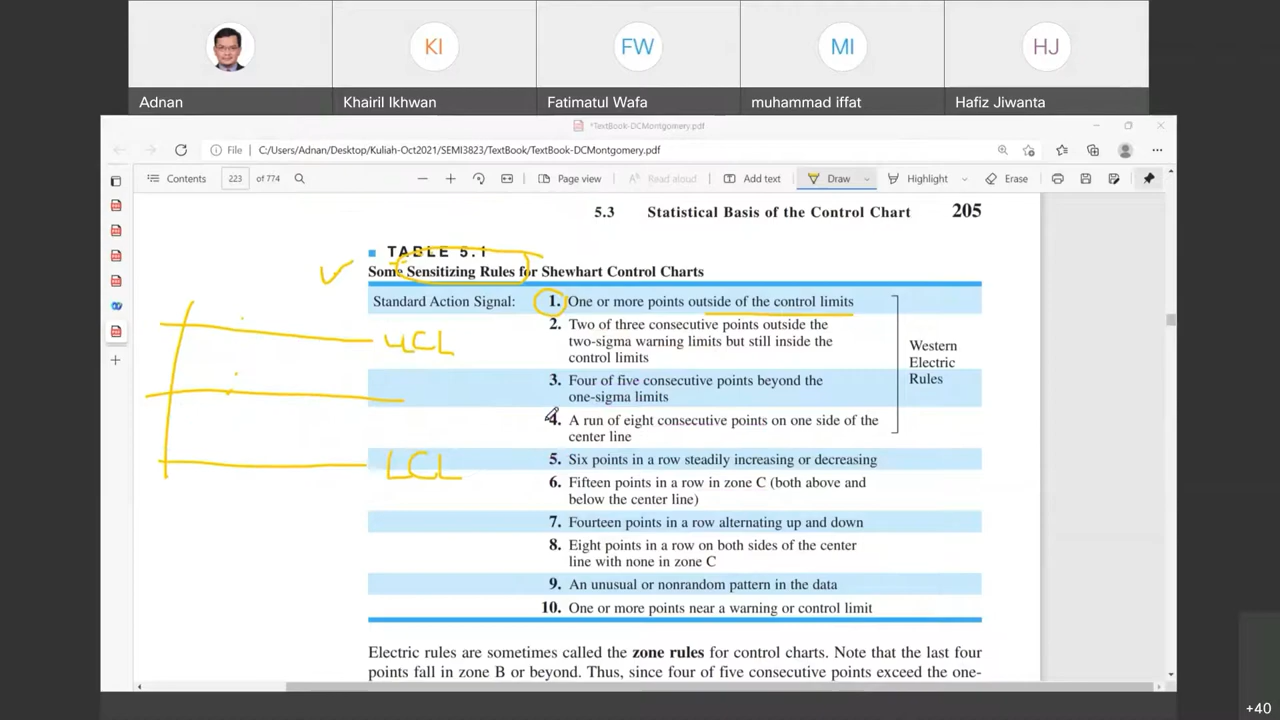 KI
FW
MI
HJ
Adnan
Khairil Ikhwan
Fatimatul Wafa
muhammad iffat
Hafiz Jiwanta
*TextBook-DCMontgomery.pdf
File
C:/Users/Adnan/Desktop/Kuliah-Oct2021/SEMI3823/TextBook/TextBook-DCMontgomery.pdf
Contents
223
of 774
Page view
Read aloud
Add text
Draw
Highlight
Erase
5.3 Statistical Basis of the Control Chart 205
TABLE 5.1
Some Sensitizing Rules for Shewhart Control Charts
Standard Action Signal: 1. One or more points outside of the control limits
2. Two of three consecutive points outside the
two-sigma warning limits but still inside the
control limits
3. Four of five consecutive points beyond the
one-sigma limits
4. A run of eight consecutive points on one side of the
center line
Western
Electric
Rules
5. Six points in a row steadily increasing or decreasing
6. Fifteen points in a row in zone C (both above and
below the center line)
7. Fourteen points in a row alternating up and down
8. Eight points in a row on both sides of the center
line with none in zone C
9. An unusual or nonrandom pattern in the data
10. One or more points near a warning or control limit
UCL
LCL
Electric rules are sometimes called the zone rules for control charts. Note that the last four
points fall in zone B or beyond. Thus, since four of five consecutive points exceed the one-
+40